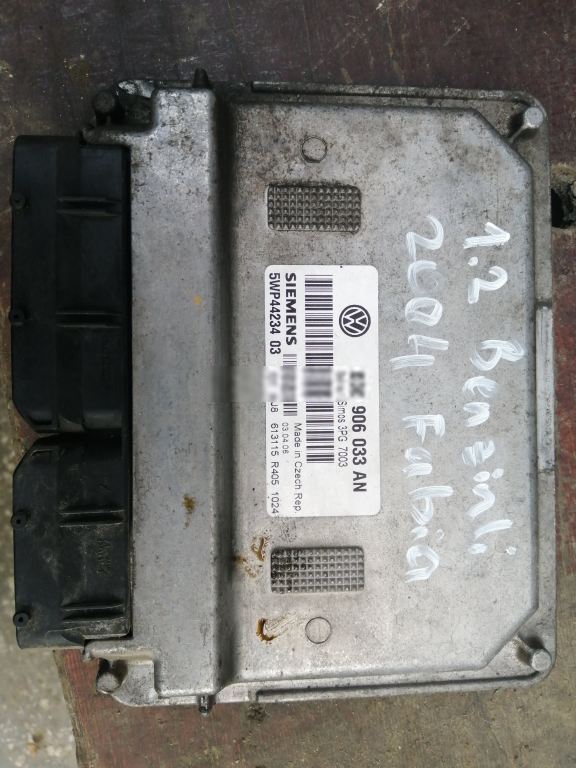 1.2 Benzinli
2004 Fabia
906 033 AN
Simos 3PG 7003
SIEMENS
5WP44234 03
Made in Czech Rep.
03.04.06
613115 R405 1024